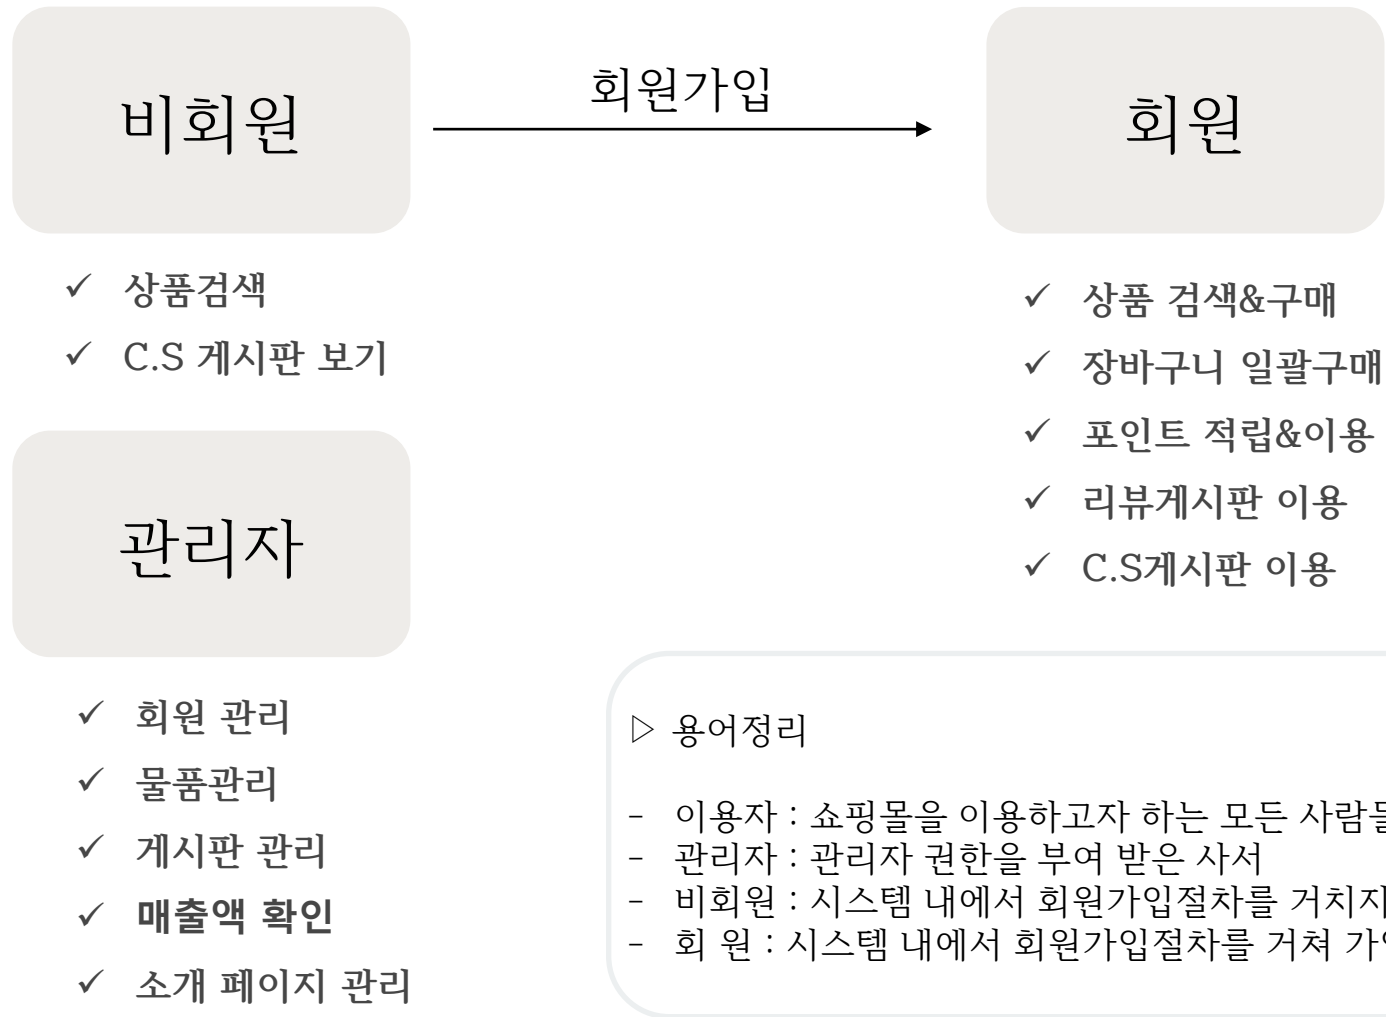 비회원
회원가입
회원
✓ 상품검색
✓ C.S 게시판 보기
✓ 상품 검색&구매
✓ 장바구니 일괄구매
✓ 포인트 적립&이용
✓ 리뷰게시판 이용
✓ C.S게시판 이용
관리자
✓ 회원 관리
✓ 물품관리
✓ 게시판 관리
✓ 매출액 확인
✓ 소개 페이지 관리
▷ 용어정리
- 이용자 : 쇼핑몰을 이용하고자 하는 모든
- 관리자 : 관리자 권한을 부여 받은 사서
- 비회원 : 시스템 내에서 회원가입절차를
- 회 원 : 시스템 내에서 회원가입절차를 거쳐